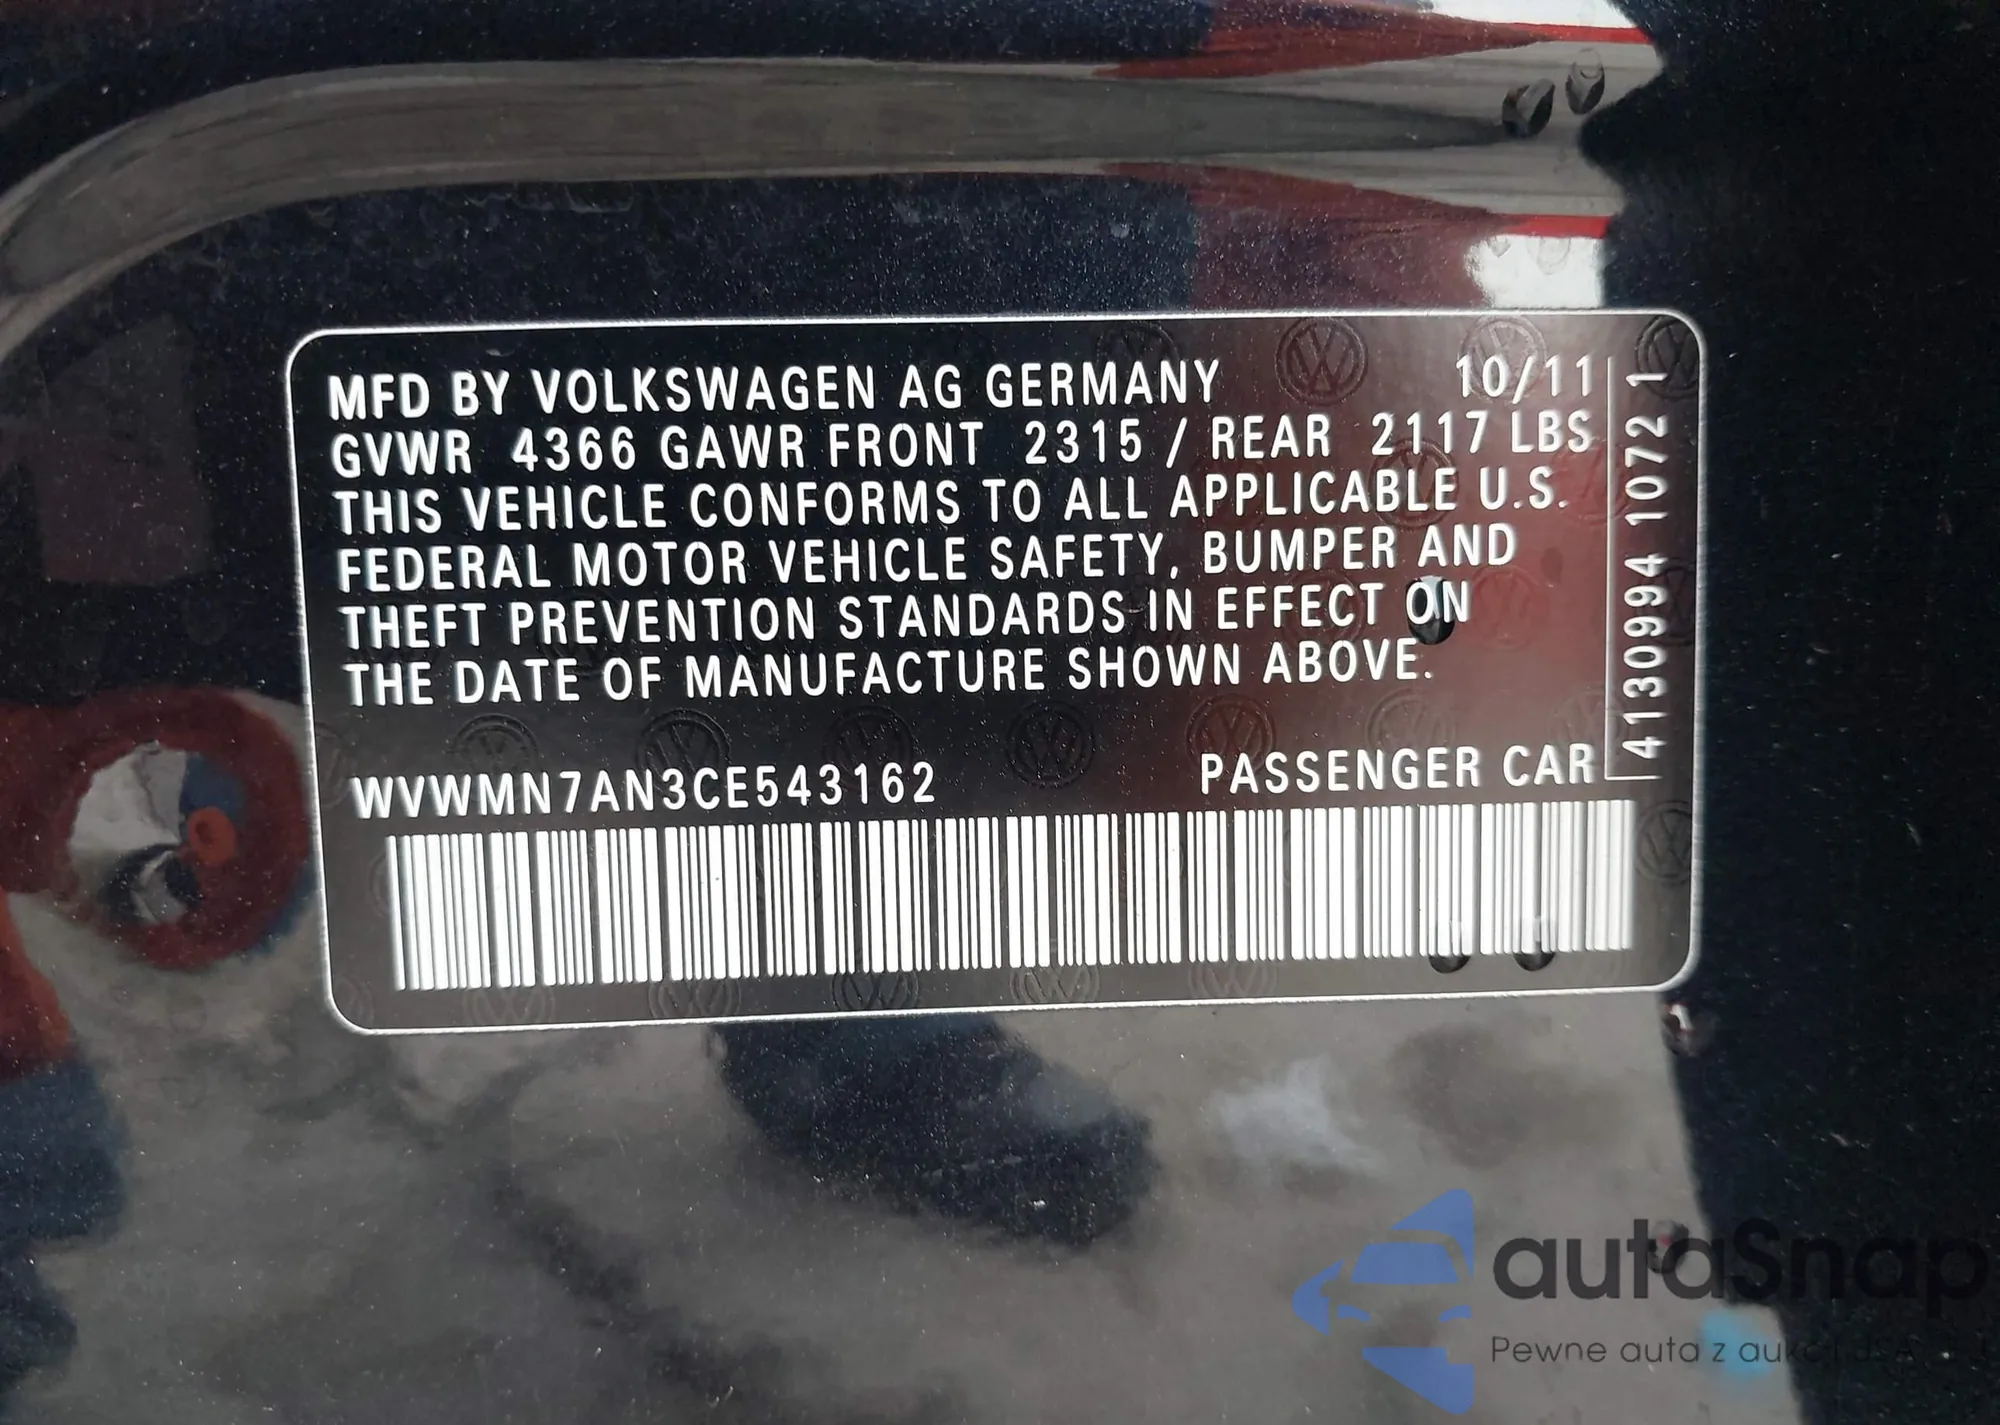 MFD BY VOLKSWAGEN AG GERMANY 10/11
GVWR 4366 GAWR FRONT 2315 / REAR 2117 LBS
THIS VEHICLE CONFORMS TO ALL APPLICABLE U.S.
FEDERAL MOTOR VEHICLE SAFETY, BUMPER AND
THEFT PREVENTION STANDARDS IN EFFECT ON
THE DATE OF MANUFACTURE SHOWN ABOVE.
WVWMN7AN3CE543162 PASSENGER CAR
41309941072 1
autaSnap
Pewne auta z aukcji USA